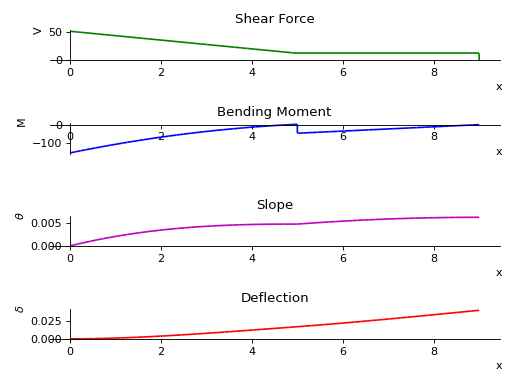 Shear Force
V
50
0
0 2 4 6 8
x
Bending Moment
M
0
−100
0 2 4 6 8
x
Slope
θ
0.005
0.000
0 2 4 6 8
x
Deflection
δ
0.025
0.000
0 2 4 6 8
x